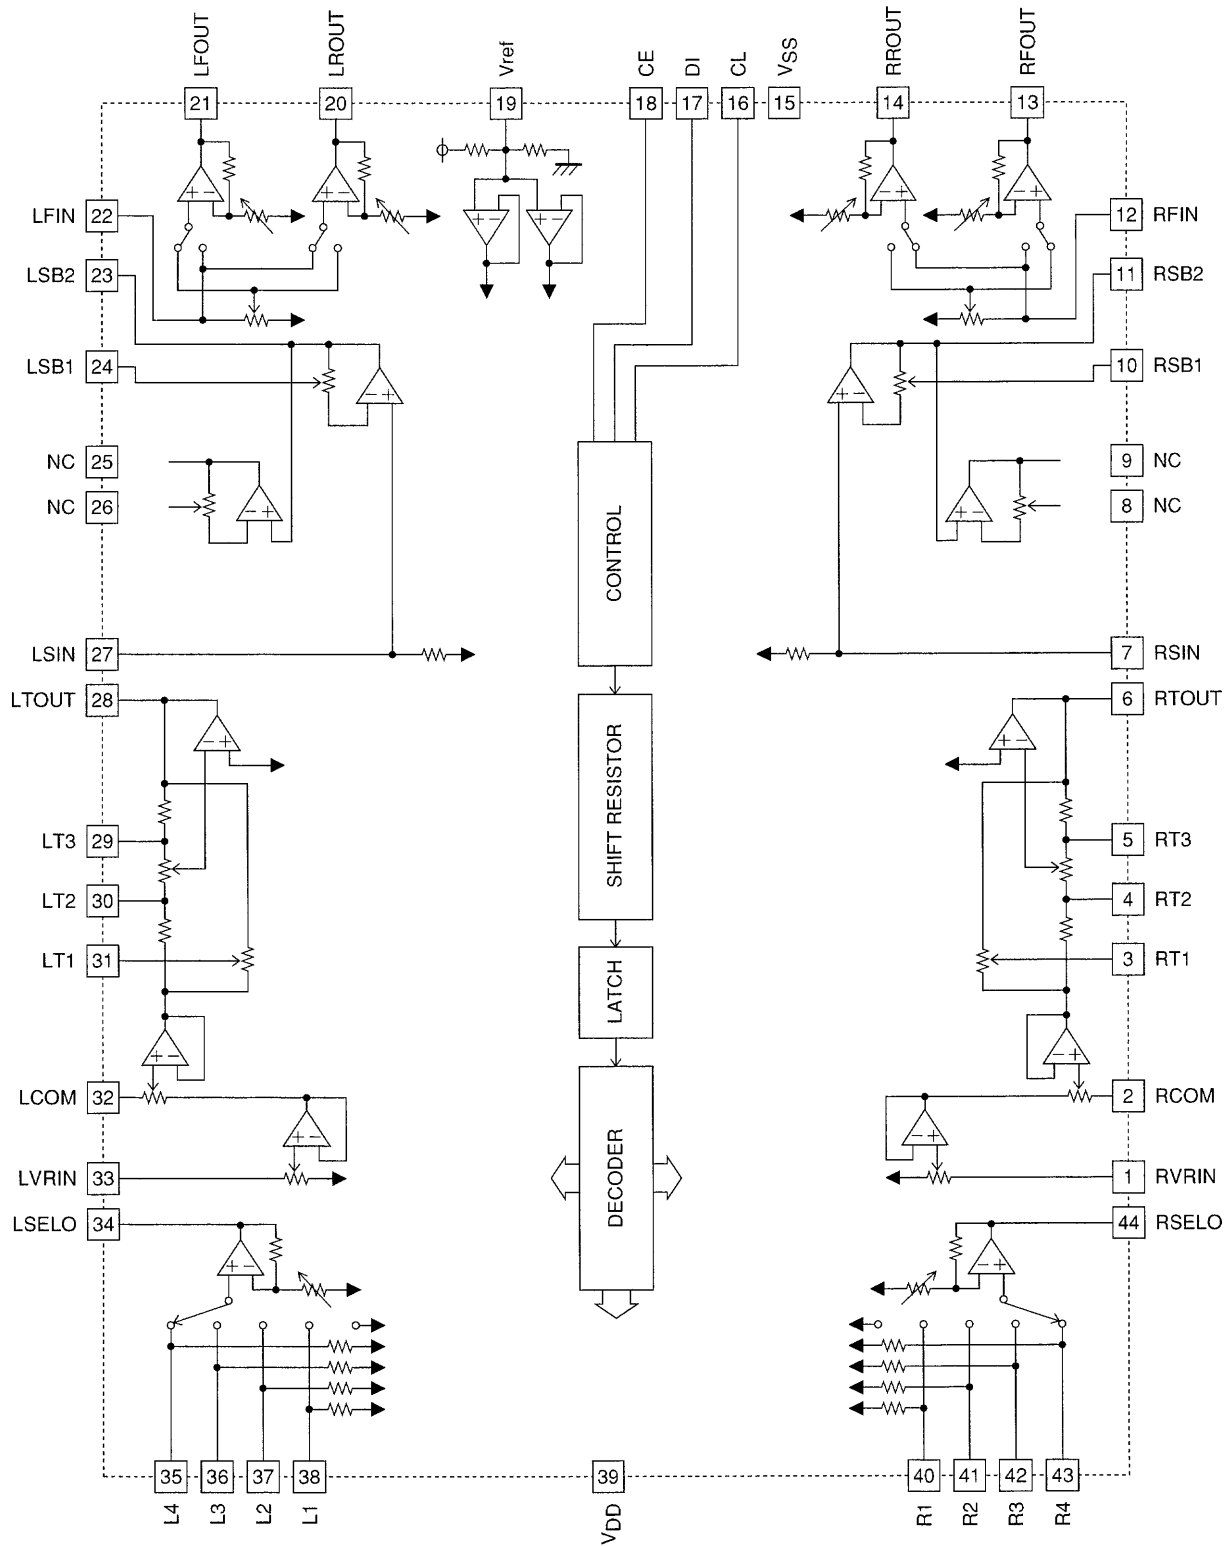 LFOUT
LROUT
Vref
CE
DI
CL
VSS
RROUT
RFOUT
21
20
19
18
17
16
15
14
13
LFIN 22
12 RFIN
LSB2 23
11 RSB2
LSB1 24
10 RSB1
NC 25
9 NC
NC 26
8 NC
CONTROL
LSIN 27
7 RSIN
LTOUT 28
6 RTOUT
SHIFT RESISTOR
LT3 29
5 RT3
LT2 30
4 RT2
LT1 31
3 RT1
LATCH
LCOM 32
2 RCOM
DECODER
LVRIN 33
1 RVRIN
LSELO 34
44 RSELO
35
36
37
38
39
40
41
42
43
L4
L3
L2
L1
VDD
R1
R2
R3
R4